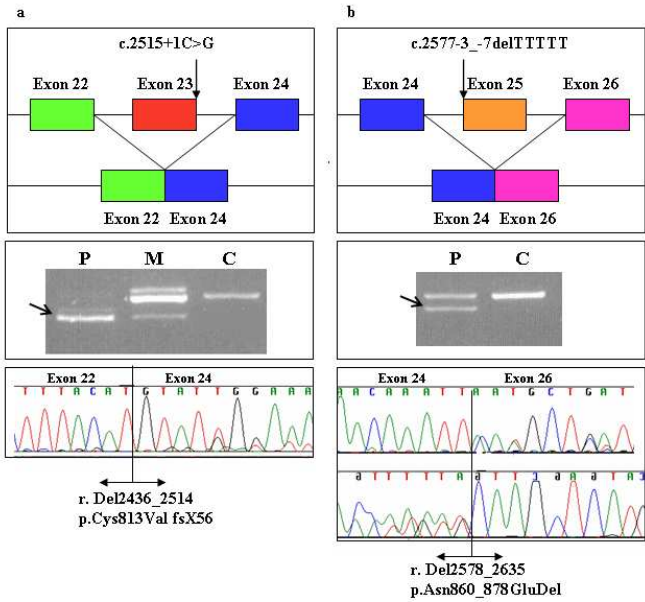 a
c.2515+1C>G
Exon 22 Exon 23 Exon 24
Exon 22 Exon 24
P M C
Exon 22 Exon 24
T T T A C A T G T A T T G G A A A
r. Del2436_2514
p.Cys813Val fsX56
b
c.2577-3_-7delTTTTT
Exon 24 Exon 25 Exon 26
Exon 24 Exon 26
P C
Exon 24 Exon 26
A A C A A A T T A A T G C T G A T
G T T T T T A G T T C G A G T A C
r. Del2578_2635
p.Asn860_878GluDel